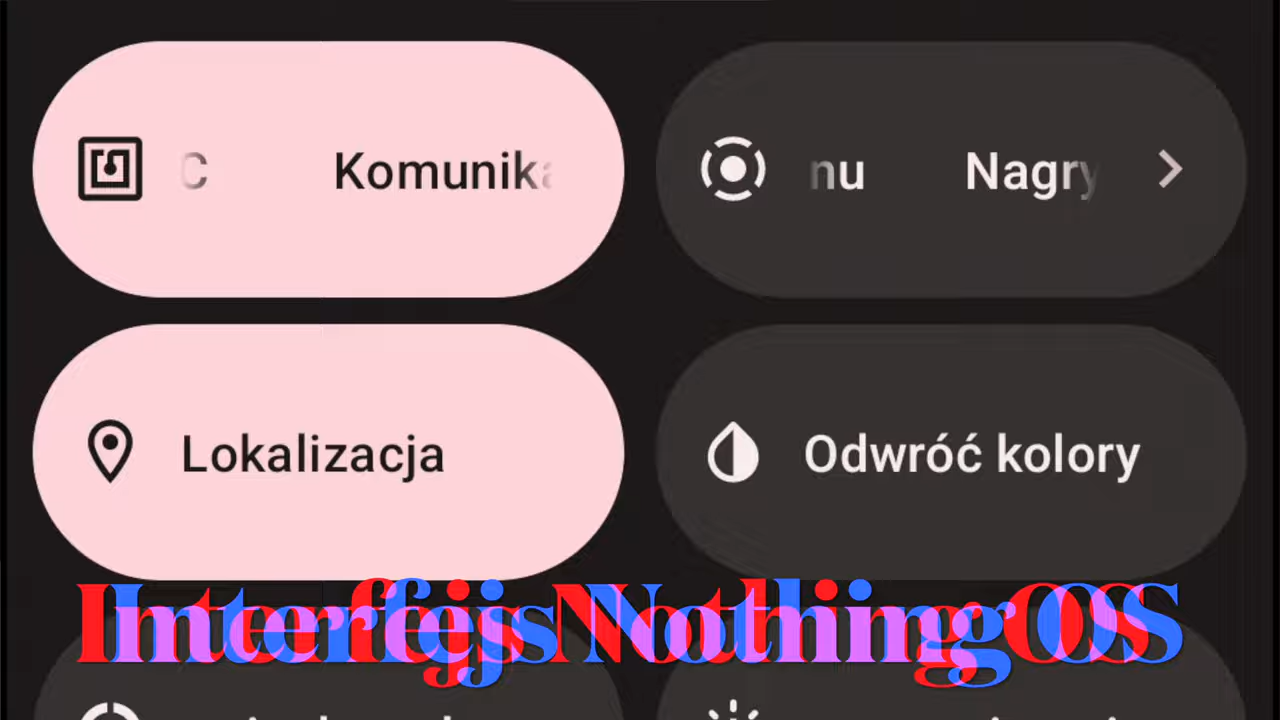 C Komunika
nu Nagry
Lokalizacja
Odwróć kolory
Interfejs Nothing OS